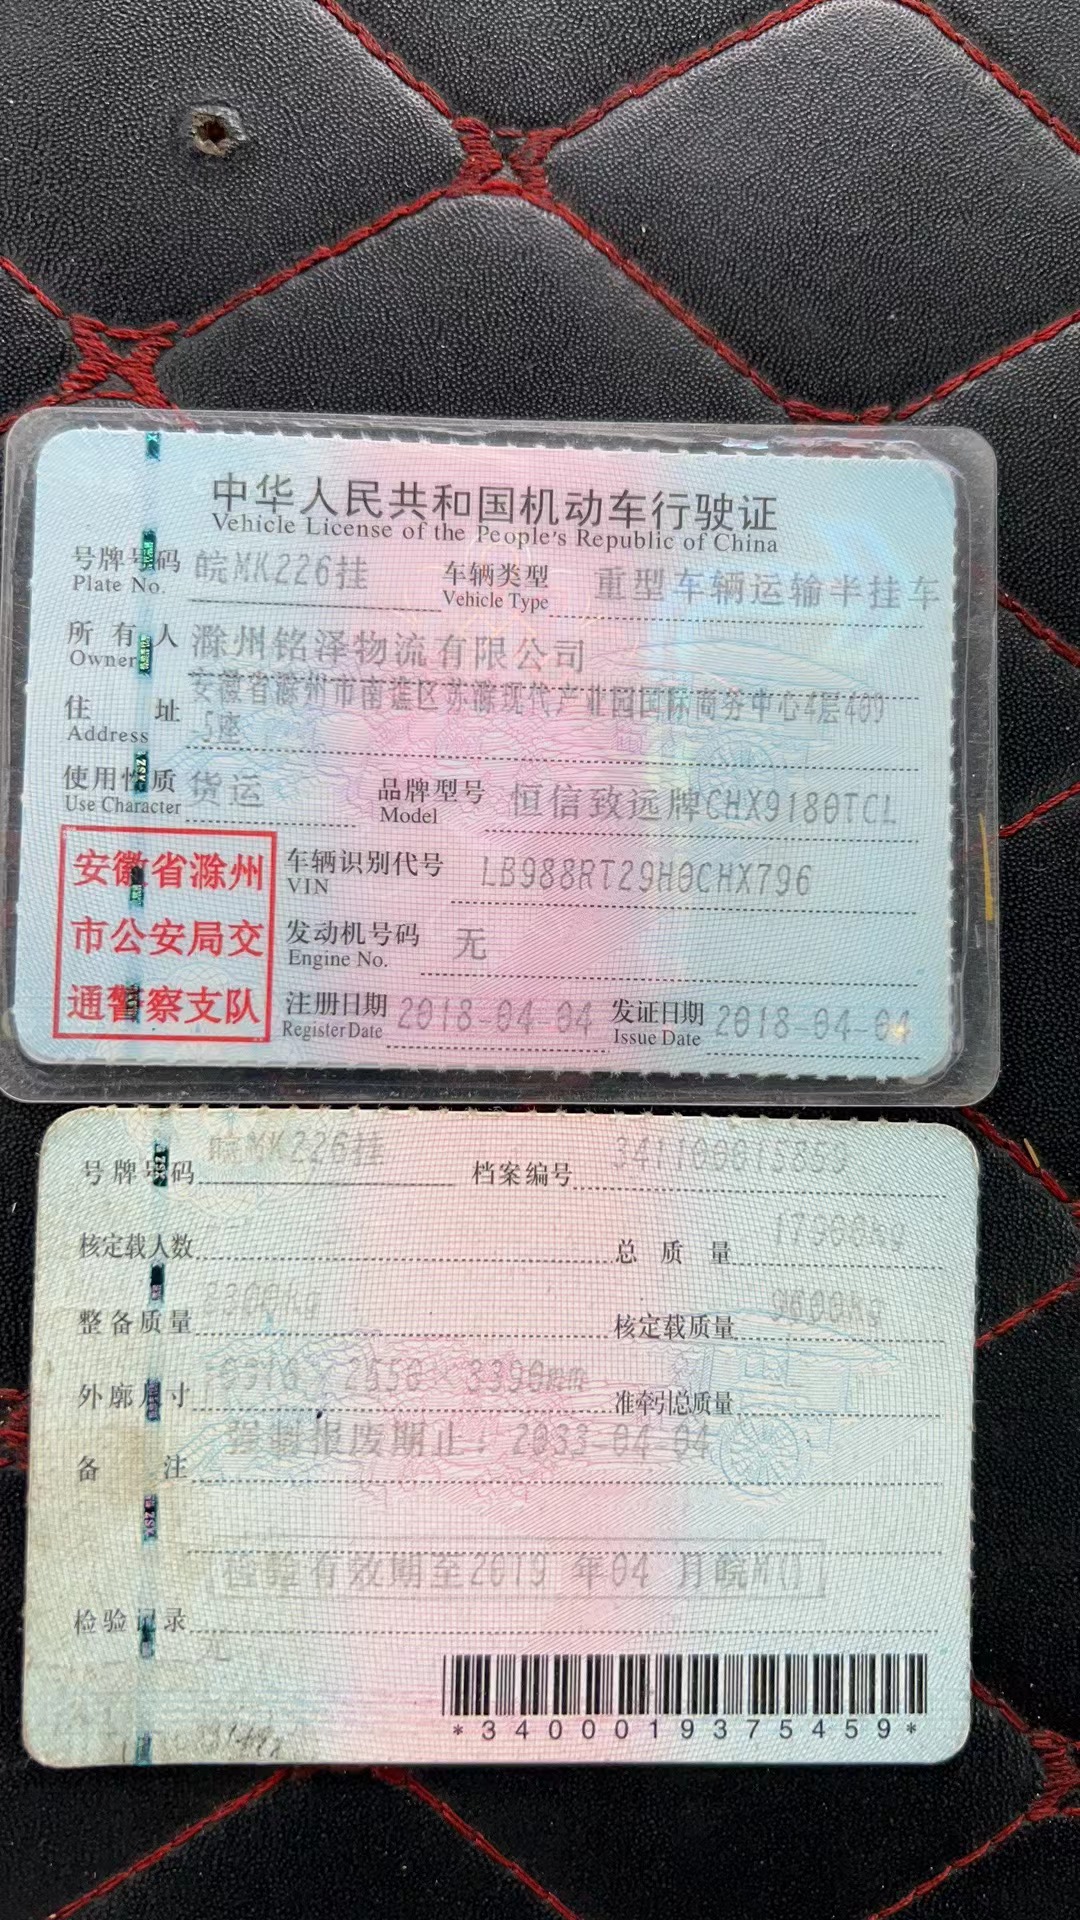 中华人民共和国机动车行驶证
Vehicle License of the People's Republic of China
号牌号码 皖MK226挂 车辆类型 重型车辆运输半挂车
Plate No. Vehicle Type
所有人 滁州铭泽物流有限公司
Owner
住址 安徽省滁州市南谯区苏滁现代产业园国际商务中心4层409
Address 5座
使用性质 货运 品牌型号 恒信致远牌CHX9180TCL
Use Character Model
安徽省滁州
市公安局交
通警察支队
车辆识别代号 LB988RT29H0CHX796
VIN
发动机号码 无
Engine No.
注册日期 2018-04-04 发证日期 2018-04-04
Register Date Issue Date
号牌号码 皖MK226挂 档案编号
核定载人数 总质量
整备质量 8300kg 核定载质量 9600kg
外廓尺寸 2550×3390mm 准牵引总质量
备注 强制报废期止：2033-04-04
检验有效期至2019年04月皖M(1)
检验记录
*3400019375459*